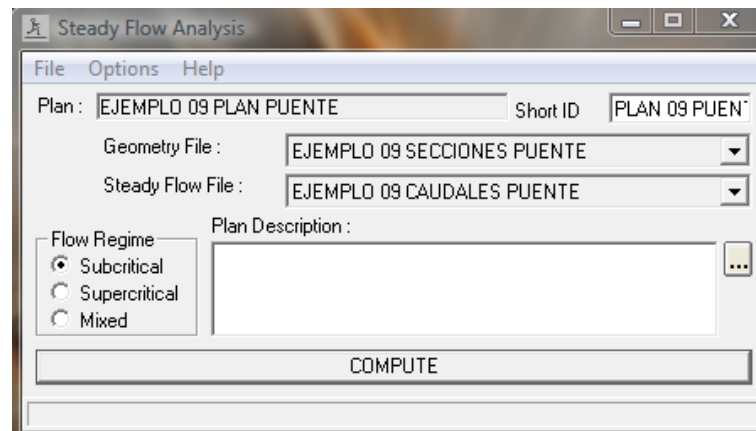 Steady Flow Analysis
File Options Help
Plan : EJEMPLO 09 PLAN PUENTE Short ID PLAN 09 PUENT
Geometry File : EJEMPLO 09 SECCIONES PUENTE
Steady Flow File : EJEMPLO 09 CAUDALES PUENTE
Flow Regime Plan Description :
Subcritical
...
Supercritical
Mixed
COMPUTE